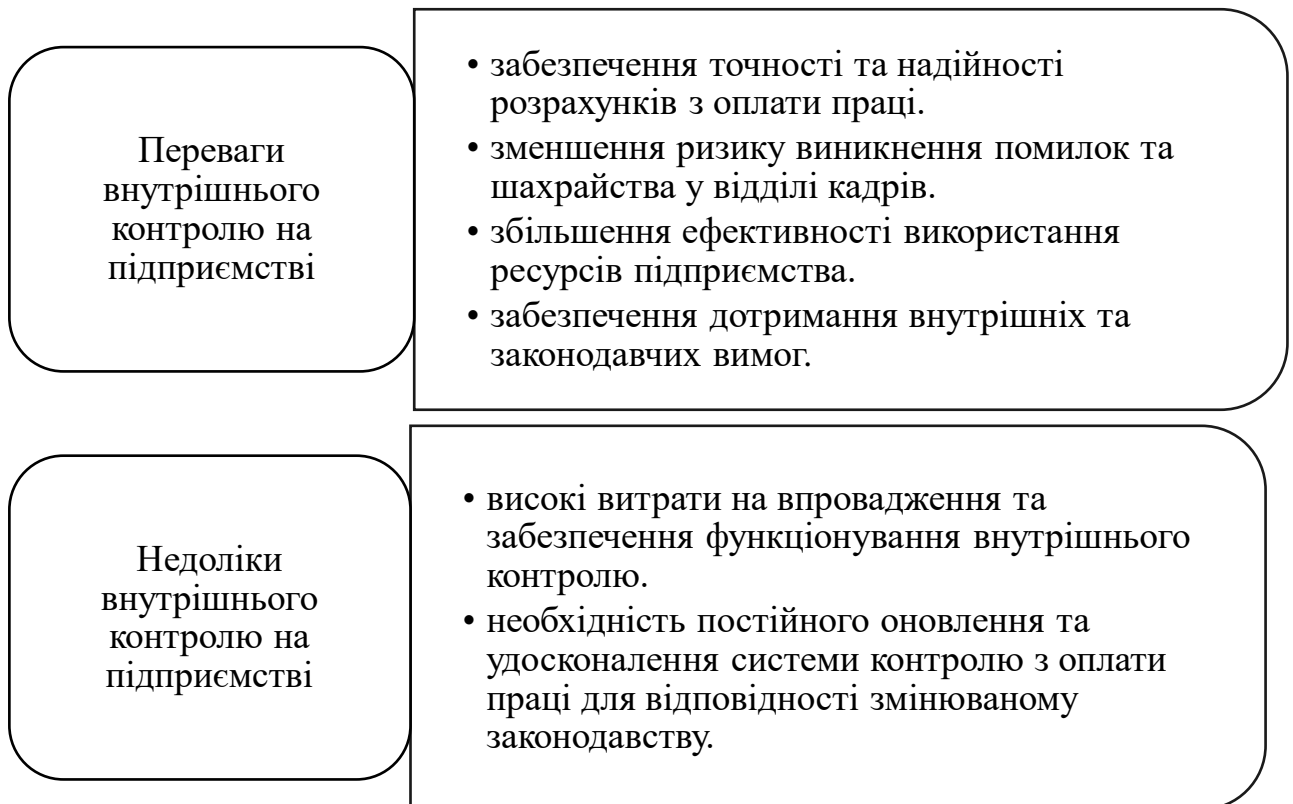 Переваги
внутрішнього
контролю на
підприємстві
• забезпечення точності та надійності
розрахунків з оплати праці.
• зменшення ризику виникнення помилок та
шахрайства у відділі кадрів.
• збільшення ефективності використання
ресурсів підприємства.
• забезпечення дотримання внутрішніх та
законодавчих вимог.
Недоліки
внутрішнього
контролю на
підприємстві
• високі витрати на впровадження та
забезпечення функціонування внутрішнього
контролю.
• необхідність постійного оновлення та
удосконалення системи контролю з оплати
праці для відповідності змінюваному
законодавству.